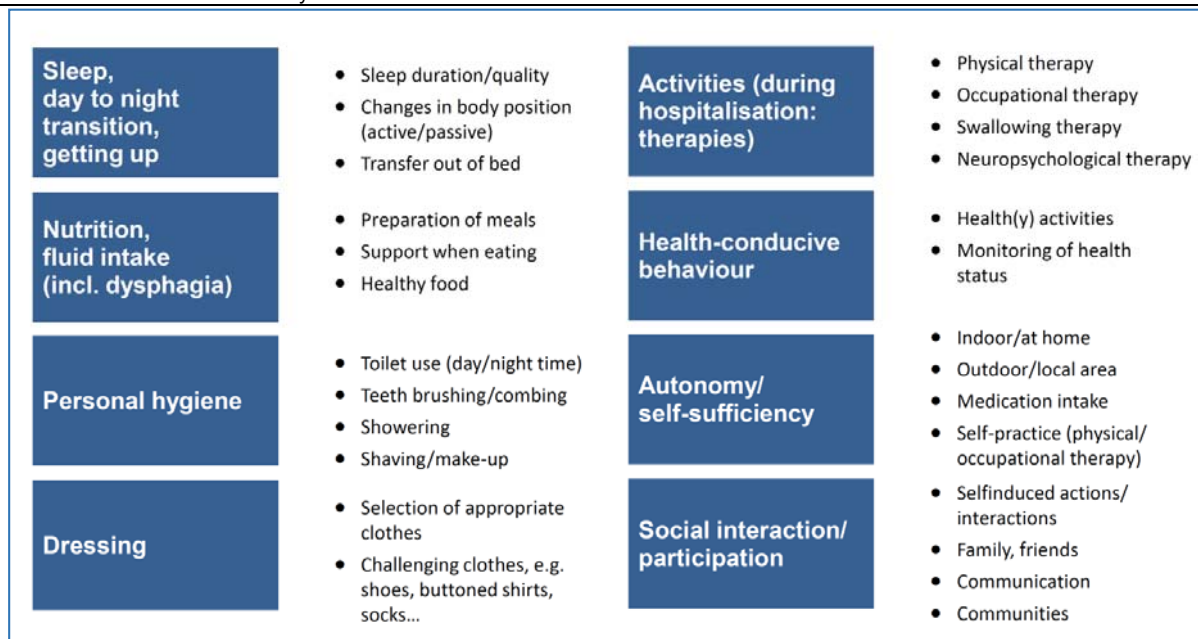 Sleep,
day to night
transition,
getting up
• Sleep duration/quality
• Changes in body position
(active/passive)
• Transfer out of bed
Nutrition,
fluid intake
(incl. dysphagia)
• Preparation of meals
• Support when eating
• Healthy food
Personal hygiene
• Toilet use (day/night time)
• Teeth brushing/combing
• Showering
• Shaving/make-up
Dressing
• Selection of appropriate
clothes
• Challenging clothes, e.g.
shoes, buttoned shirts,
socks…
Activities (during
hospitalisation:
therapies)
• Physical therapy
• Occupational therapy
• Swallowing therapy
• Neuropsychological therapy
Health-conducive
behaviour
• Health(y) activities
• Monitoring of health
status
Autonomy/
self-sufficiency
• Indoor/at home
• Outdoor/local area
• Medication intake
• Self-practice (physical/
occupational therapy)
Social interaction/
participation
• Selfinduced actions/
interactions
• Family, friends
• Communication
• Communities